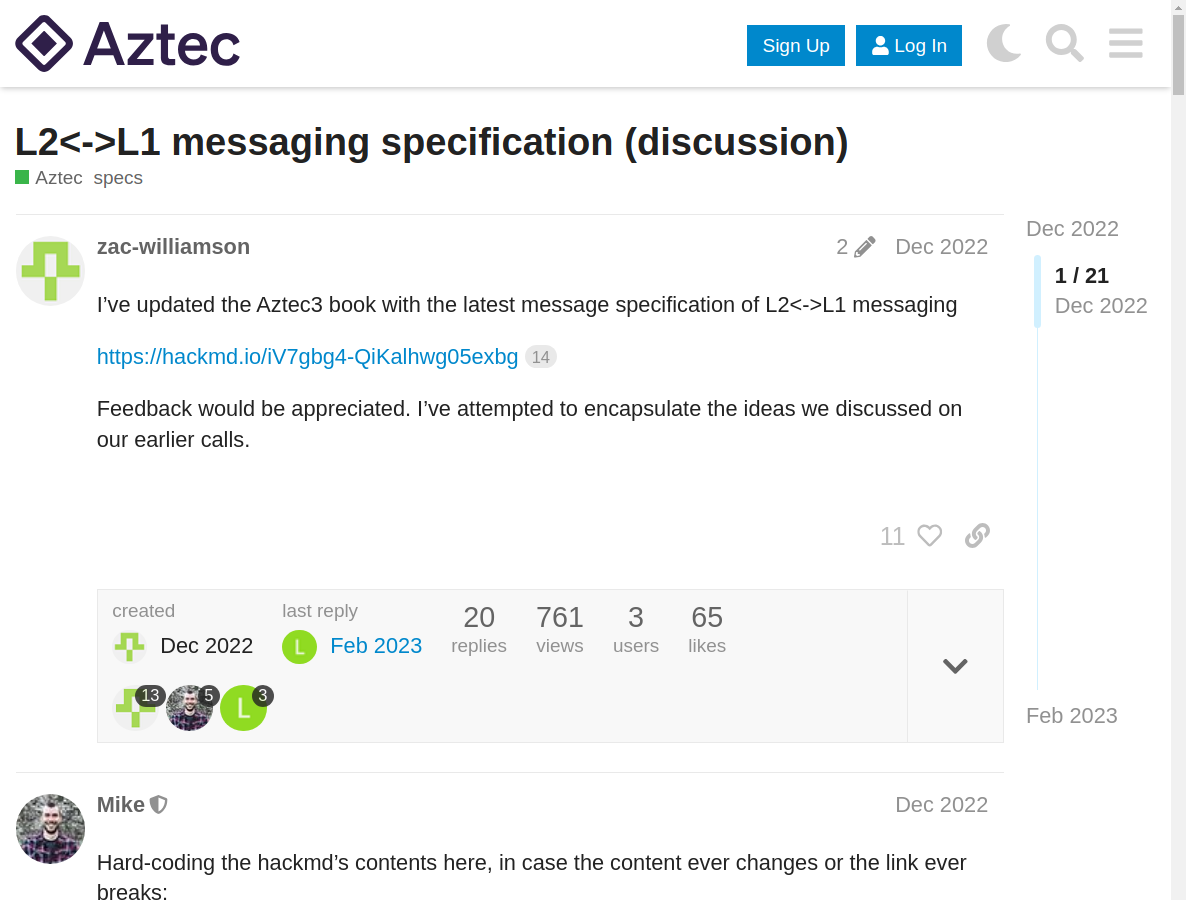 Aztec
Sign Up
Log In
L2<->L1 messaging specification (discussion)
Aztec specs
zac-williamson
2
Dec 2022
I’ve updated the Aztec3 book with the latest message specification of L2<->L1 messaging
https://hackmd.io/iV7gbg4-QiKalhwg05exbg 14
Feedback would be appreciated. I’ve attempted to encapsulate the ideas we discussed on
our earlier calls.
11
created
Dec 2022
last reply
L
Feb 2023
20
replies
761
views
3
users
65
likes
13
5
L
3
Dec 2022
1 / 21
Dec 2022
Feb 2023
Mike
Dec 2022
Hard-coding the hackmd’s contents here, in case the content ever changes or the link ever
breaks: